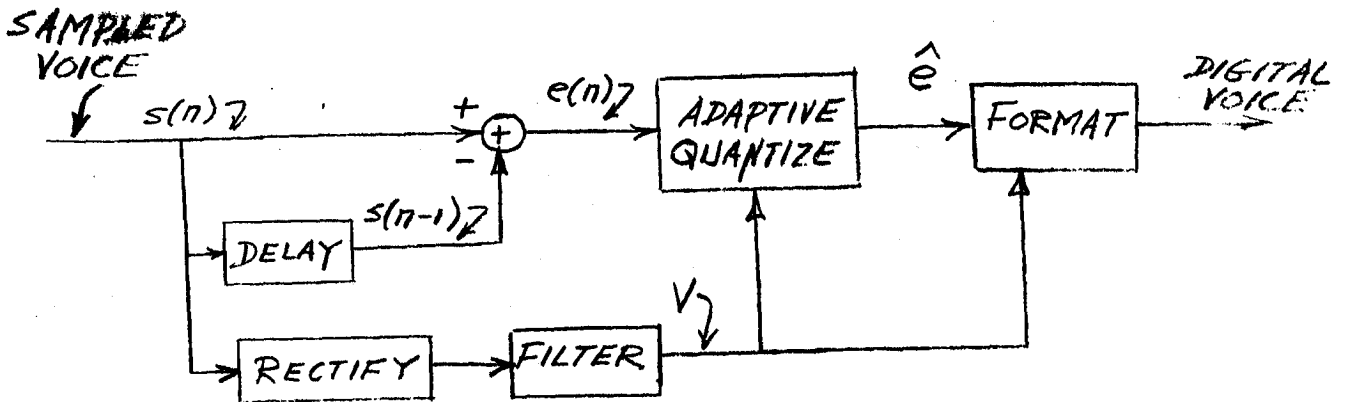 SAMPLED
VOICE
s(n)
+
-
+
e(n)
ADAPTIVE
QUANTIZE
ê
FORMAT
DIGITAL
VOICE
DELAY
s(n-1)
RECTIFY
FILTER
V